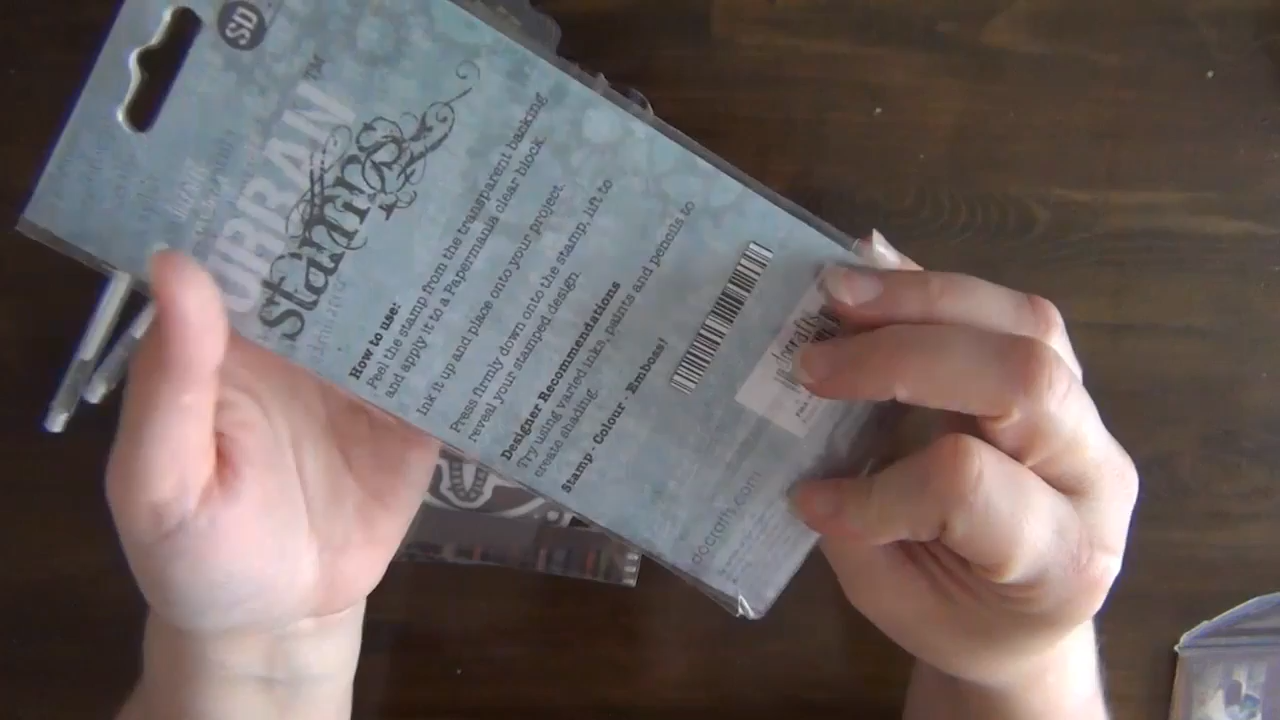 SD
URBAN™
stamps
How to use:
Peel the stamp from the transparent backing
and apply it to a Papermania clear block.
Ink it up and place onto your project.
Press firmly down onto the stamp, lift to
reveal your stamped design.
Designer Recommendations
Try using varied inks, paints and pencils to
create shading.
Stamp - Colour - Emboss!
docrafts.com